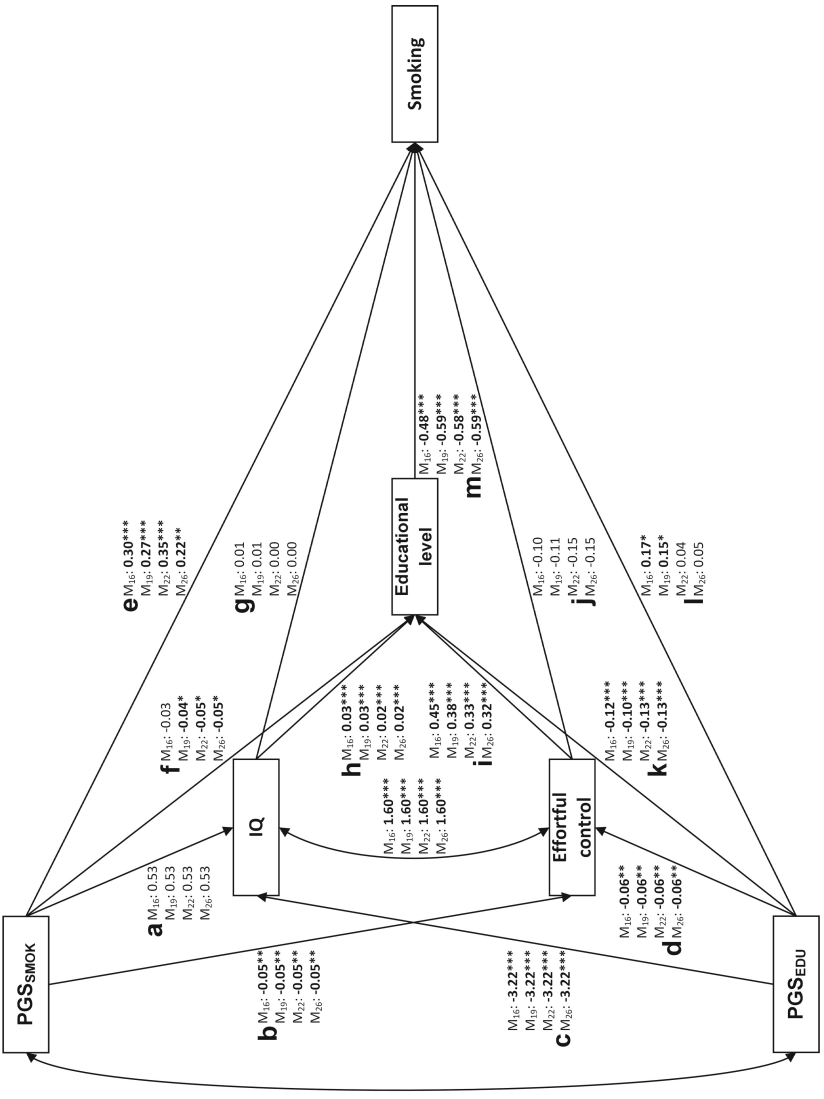 PGS_SMOK
PGS_EDU
IQ
Effortful
control
Educational
level
Smoking
a
M₁₆: 0.53
M₁₉: 0.53
M₂₂: 0.53
M₂₆: 0.53
b
M₁₆: -0.05**
M₁₉: -0.05**
M₂₂: -0.05**
M₂₆: -0.05**
c
M₁₆: -3.22***
M₁₉: -3.22***
M₂₂: -3.22***
M₂₆: -3.22***
d
M₁₆: -0.06**
M₁₉: -0.06**
M₂₂: -0.06**
M₂₆: -0.06**
M₁₆: 1.60***
M₁₉: 1.60***
M₂₂: 1.60***
M₂₆: 1.60***
e
M₁₆: 0.30***
M₁₉: 0.27***
M₂₂: 0.35***
M₂₆: 0.22**
f
M₁₆: -0.03
M₁₉: -0.04*
M₂₂: -0.05*
M₂₆: -0.05*
g
M₁₆: 0.01
M₁₉: 0.01
M₂₂: 0.00
M₂₆: 0.00
h
M₁₆: 0.03***
M₁₉: 0.03***
M₂₂: 0.02***
M₂₆: 0.02***
i
M₁₆: 0.45***
M₁₉: 0.38***
M₂₂: 0.33***
M₂₆: 0.32***
j
M₁₆: -0.10
M₁₉: -0.11
M₂₂: -0.15
M₂₆: -0.15
k
M₁₆: -0.12***
M₁₉: -0.10***
M₂₂: -0.13***
M₂₆: -0.13***
l
M₁₆: 0.17*
M₁₉: 0.15*
M₂₂: 0.04
M₂₆: 0.05
m
M₁₆: -0.48***
M₁₉: -0.59***
M₂₂: -0.58***
M₂₆: -0.59***